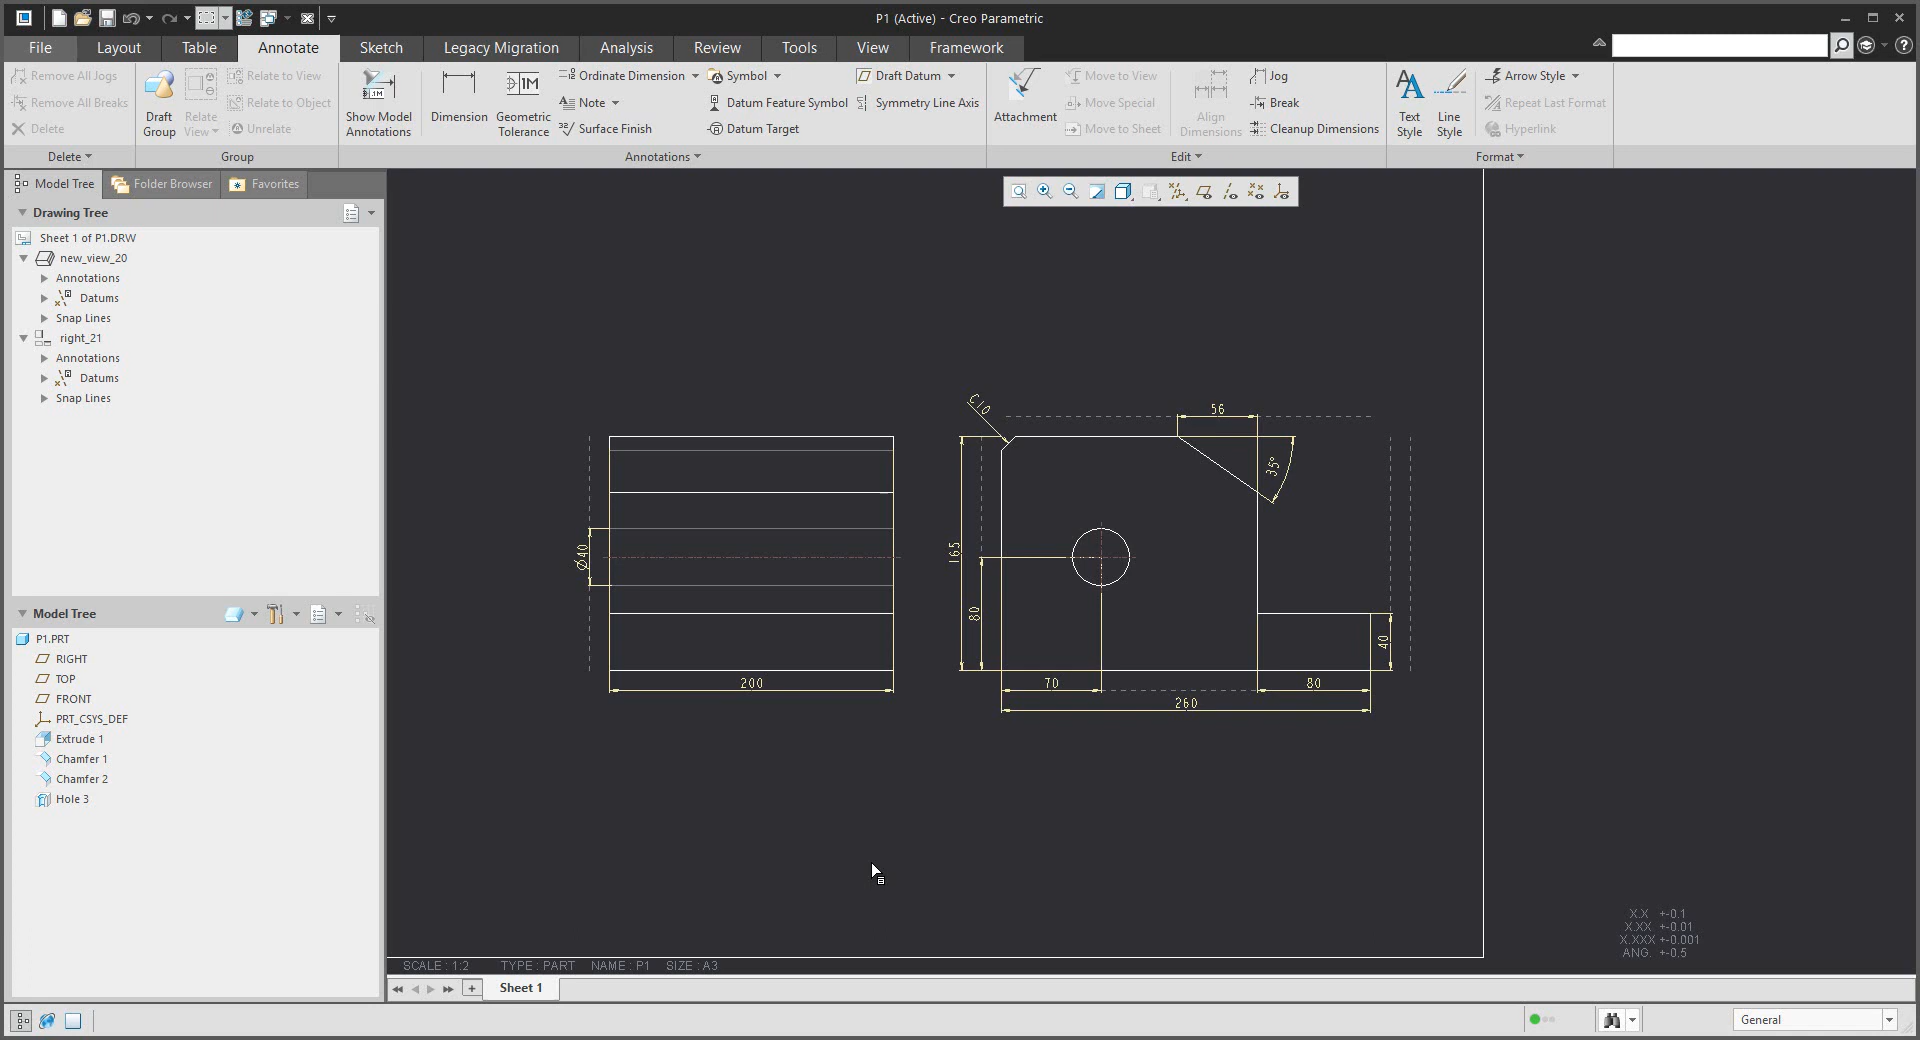 P1 (Active) - Creo Parametric
File Layout Table Annotate Sketch Legacy Migration Analysis Review Tools View Framework
Remove All Jogs
Remove All Breaks
Delete
Delete
Draft Group
Relate View
Relate to View
Relate to Object
Unrelate
Group
Show Model Annotations
Dimension
Geometric Tolerance
Ordinate Dimension
Note
Surface Finish
Symbol
Datum Feature Symbol
Datum Target
Draft Datum
Symmetry Line Axis
Annotations
Attachment
Move to View
Move Special
Move to Sheet
Align Dimensions
Jog
Break
Cleanup Dimensions
Edit
Text Style
Line Style
Arrow Style
Repeat Last Format
Hyperlink
Format
Model Tree Folder Browser Favorites
Drawing Tree
Sheet 1 of P1.DRW
new_view_20
Annotations
Datums
Snap Lines
right_21
Annotations
Datums
Snap Lines
Model Tree
P1.PRT
RIGHT
TOP
FRONT
PRT_CSYS_DEF
Extrude 1
Chamfer 1
Chamfer 2
Hole 3
C10
56
35°
165
Ø40
80
40
200
70
80
260
X.X +-0.1
X.XX +-0.01
X.XXX +-0.001
ANG. +-0.5
SCALE : 1:2 TYPE : PART NAME : P1 SIZE : A3
Sheet 1
General